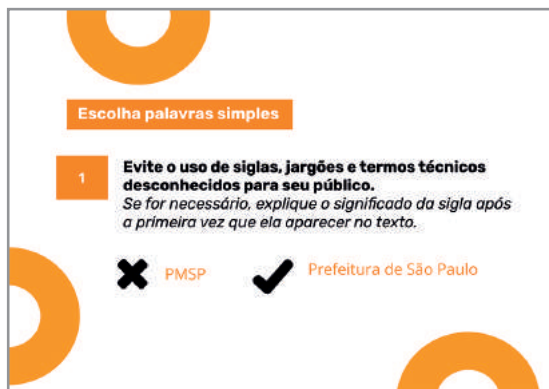 Escolha palavras simples
1
Evite o uso de siglas, jargões e termos técnicos
desconhecidos para seu público.
Se for necessário, explique o significado da sigla após
a primeira vez que ela aparecer no texto.
PMSP
Prefeitura de São Paulo